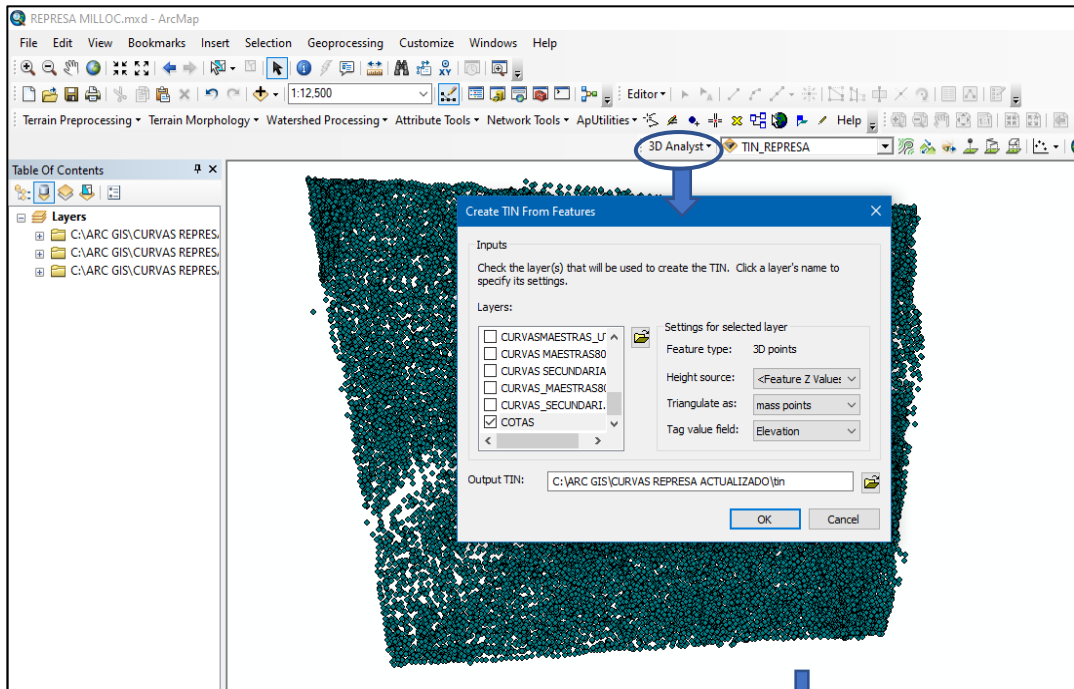 REPRESA MILLOC.mxd - ArcMap
File Edit View Bookmarks Insert Selection Geoprocessing Customize Windows Help
1:12,500 Editor
Terrain Preprocessing Terrain Morphology Watershed Processing Attribute Tools Network Tools ApUtilities Help
3D Analyst TIN_REPRESA
Table Of Contents
Layers
C:\ARC GIS\CURVAS REPRES
C:\ARC GIS\CURVAS REPRES
C:\ARC GIS\CURVAS REPRES
Create TIN From Features
Inputs
Check the layer(s) that will be used to create the TIN. Click a layer's name to
specify its settings.
Layers:
CURVASMAESTRAS_U
CURVAS MAESTRAS80
CURVAS SECUNDARIA
CURVAS_MAESTRAS80
CURVAS_SECUNDARI...
COTAS
Settings for selected layer
Feature type: 3D points
Height source: <Feature Z Values
Triangulate as: mass points
Tag value field: Elevation
Output TIN: C:\ARC GIS\CURVAS REPRESA ACTUALIZADO\tin
OK Cancel